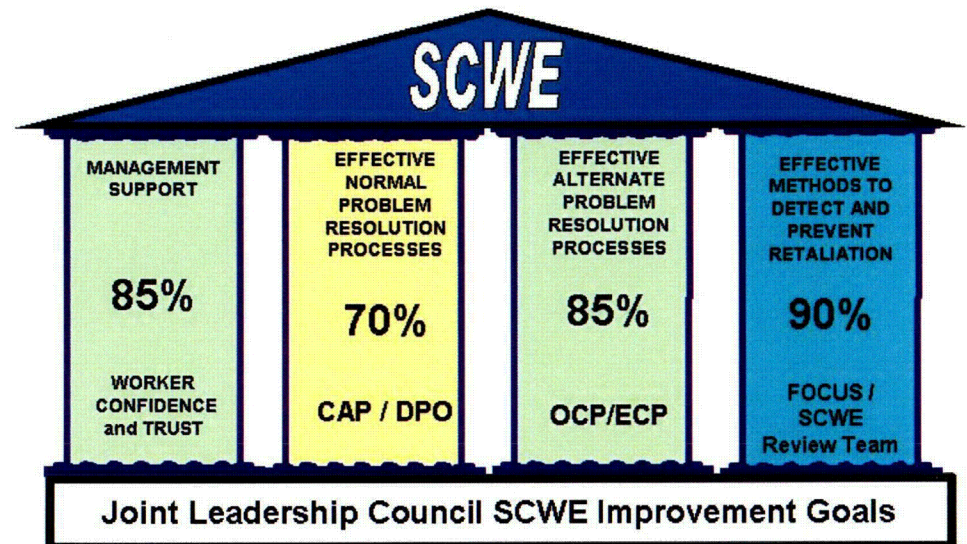 SCWE
MANAGEMENT
SUPPORT
85%
WORKER
CONFIDENCE
and TRUST
EFFECTIVE
NORMAL
PROBLEM
RESOLUTION
PROCESSES
70%
CAP / DPO
EFFECTIVE
ALTERNATE
PROBLEM
RESOLUTION
PROCESSES
85%
OCP/ECP
EFFECTIVE
METHODS TO
DETECT AND
PREVENT
RETALIATION
90%
FOCUS /
SCWE
Review Team
Joint Leadership Council SCWE Improvement Goals